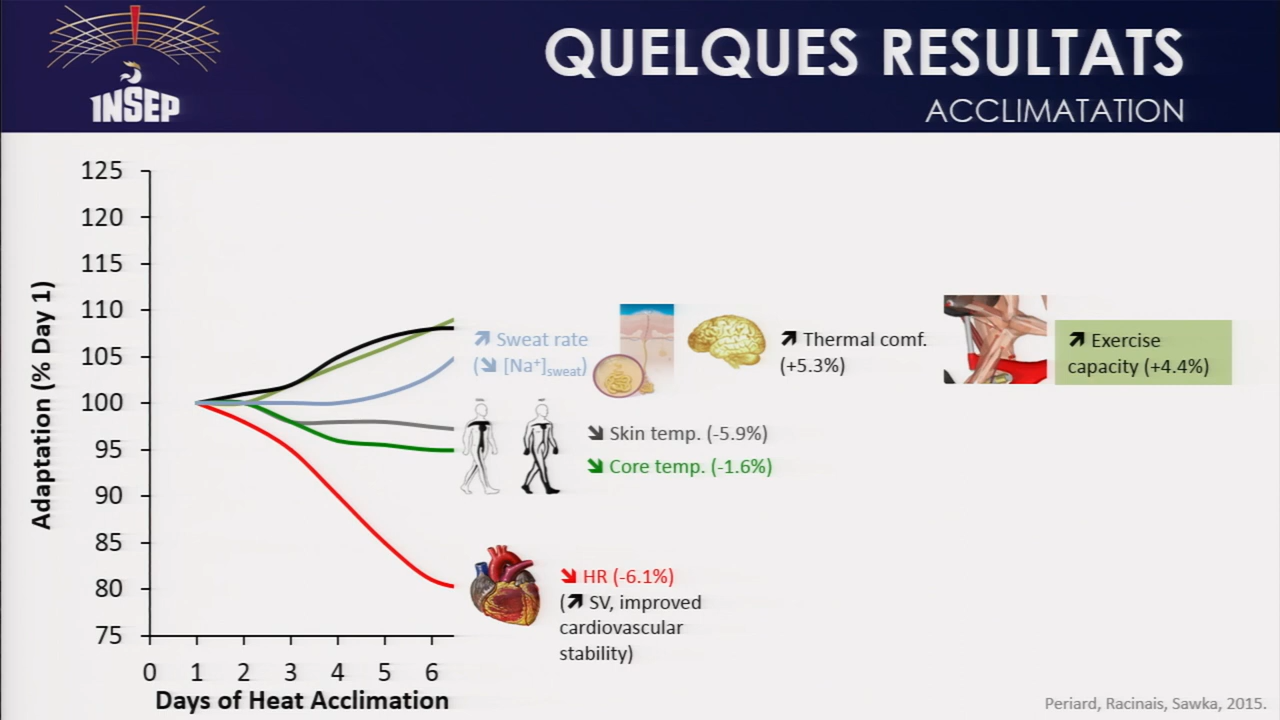 INSEP
QUELQUES RESULTATS
ACCLIMATATION
125
120
115
110
105
100
95
90
85
80
75
Adaptation (% Day 1)
0 1 2 3 4 5 6
Days of Heat Acclimation
↗ Sweat rate
(↘ [Na⁺]sweat)
↗ Thermal comf.
(+5.3%)
↗ Exercise
capacity (+4.4%)
↘ Skin temp. (-5.9%)
↘ Core temp. (-1.6%)
↘ HR (-6.1%)
(↗ SV, improved
cardiovascular
stability)
Periard, Racinais, Sawka, 2015.